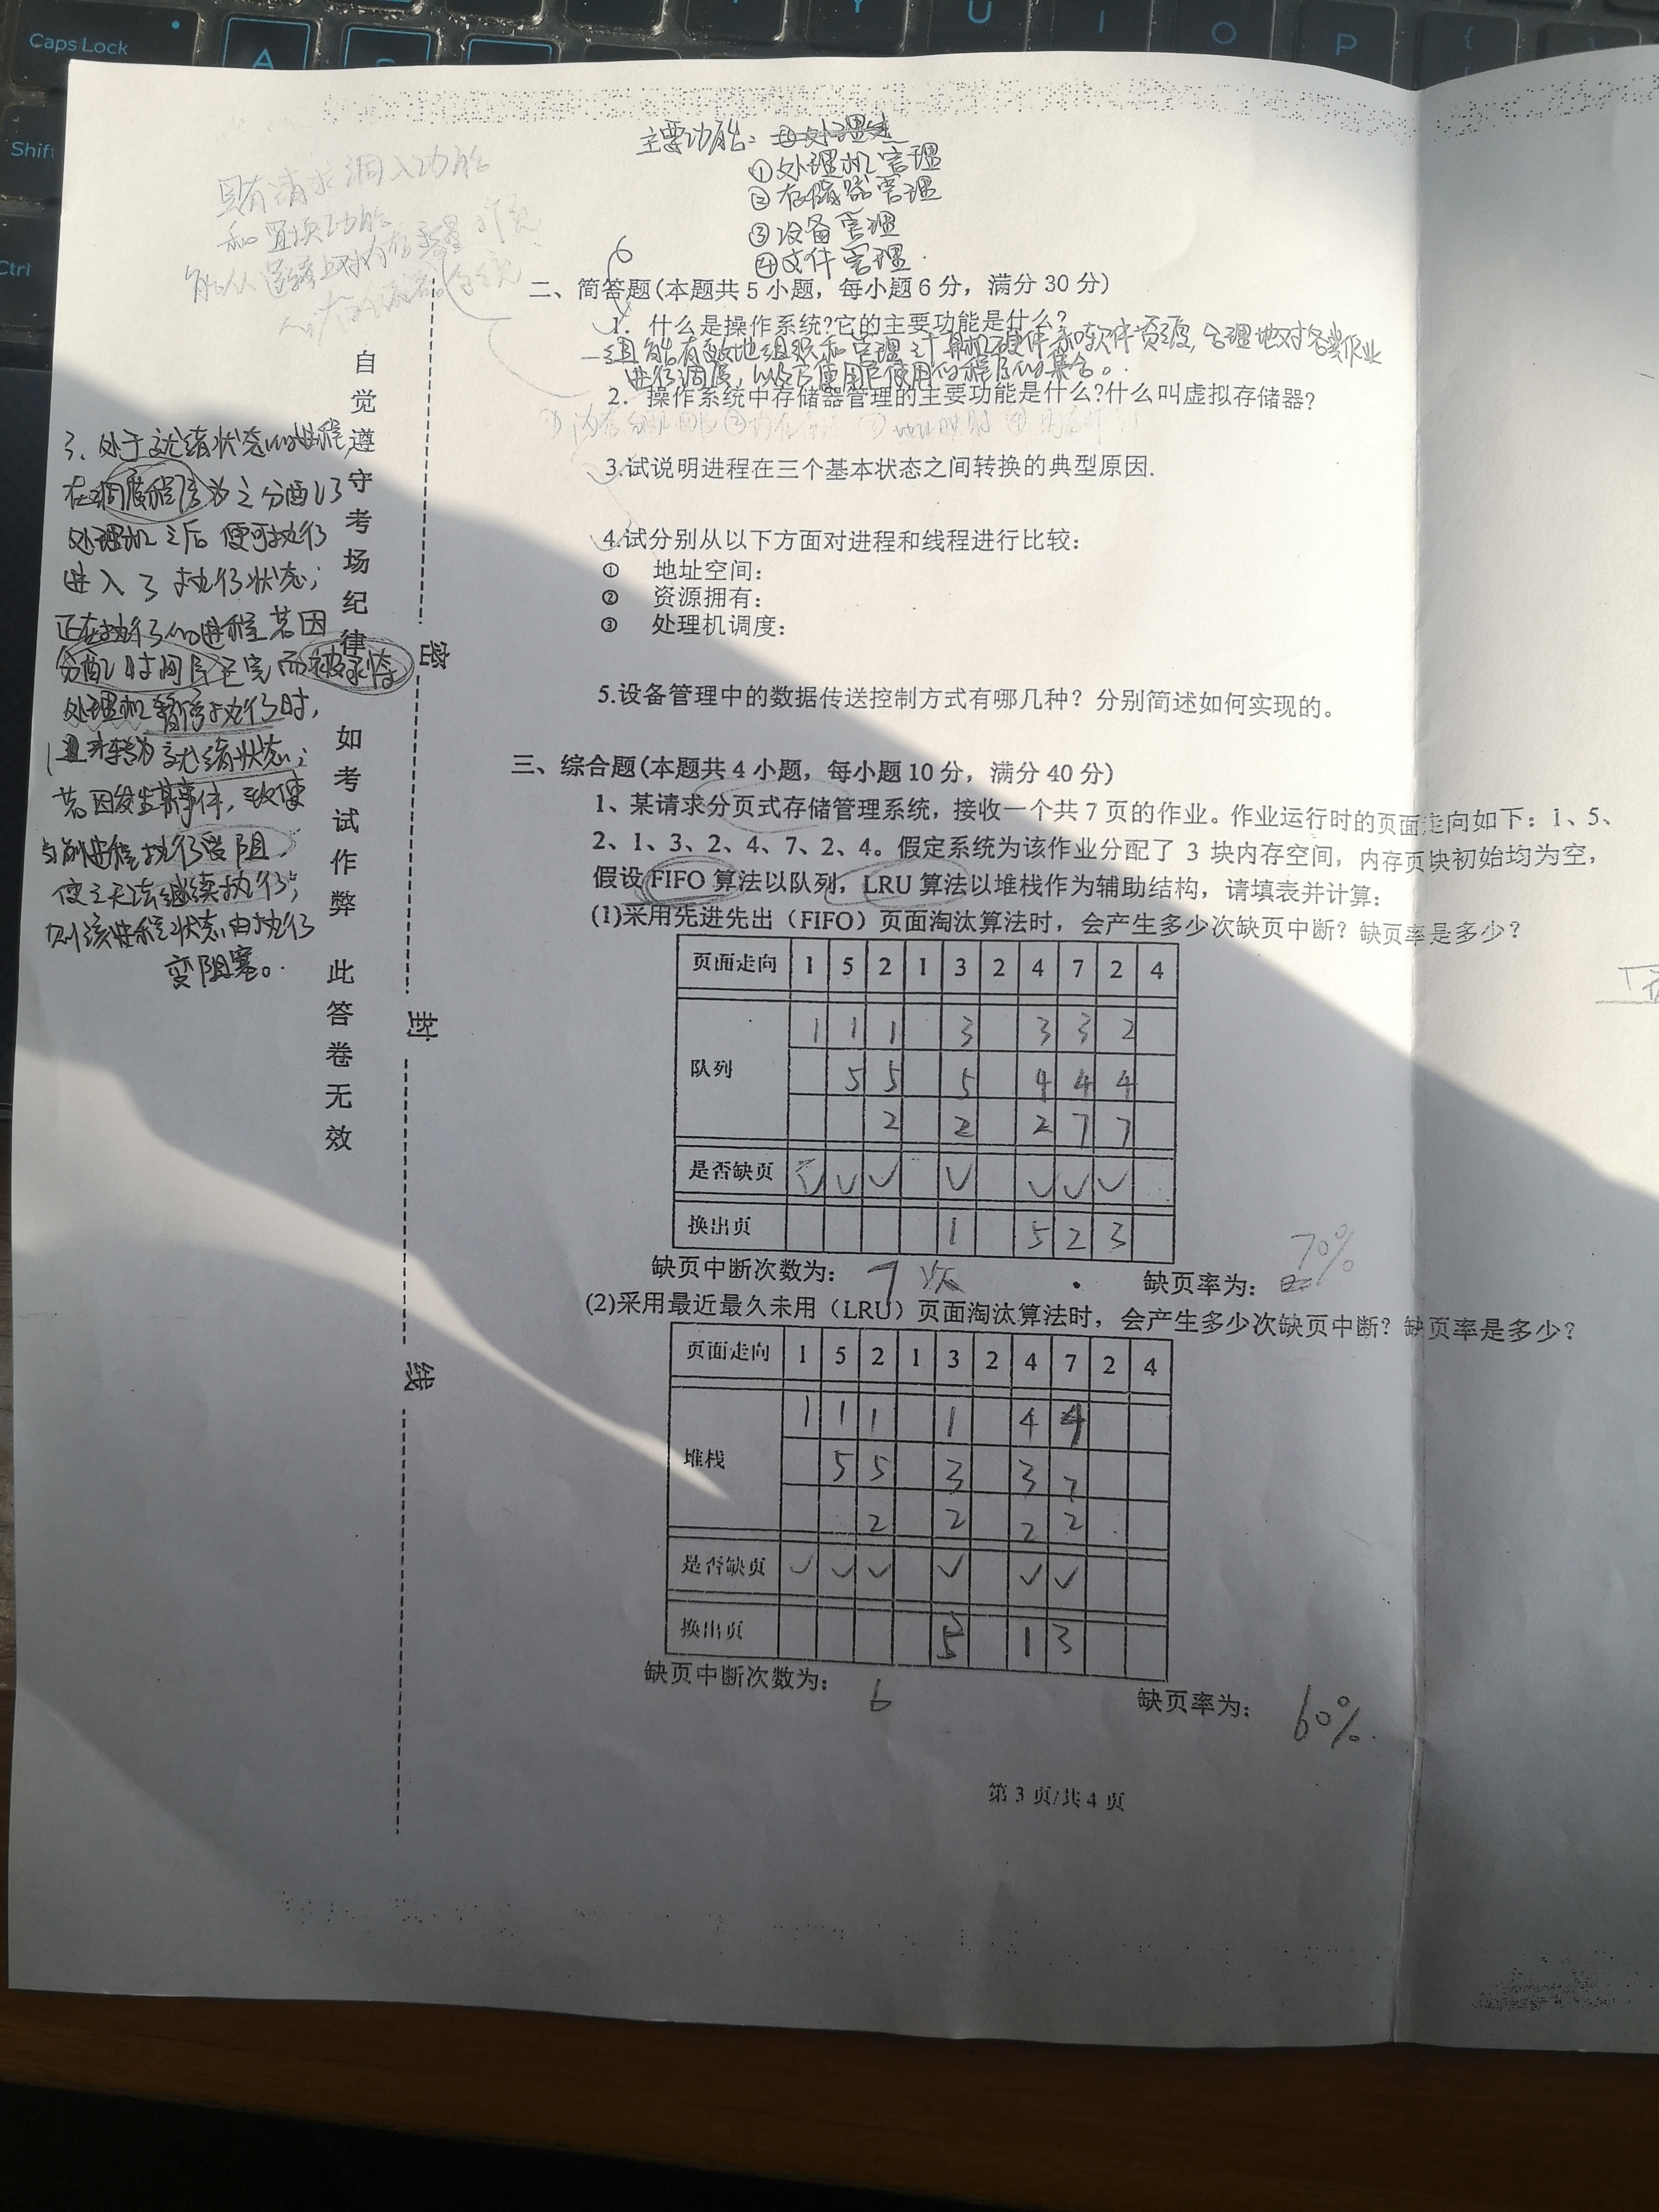 Caps Lock
A
S
Y
U
I
O
P
Shift
Ctrl
主要功能：
①处理机管理
②存储器管理
③设备管理
④文件管理.
具有请求调入功能
和置换功能
能从逻辑上对内存容量
6
二、简答题(本题共 5 小题，每小题 6 分，满分 30 分)
1．什么是操作系统?它的主要功能是什么?
一组能有效地组织和管理计算机硬件和软件资源,合理地对各类作业
进行调度,以及方便用户使用的程序的集合。
2．操作系统中存储器管理的主要功能是什么?什么叫虚拟存储器?
3.试说明进程在三个基本状态之间转换的典型原因.
4.试分别从以下方面对进程和线程进行比较：
① 地址空间：
② 资源拥有：
③ 处理机调度：
5.设备管理中的数据传送控制方式有哪几种？分别简述如何实现的。
3、处于就绪状态的进程,
在调度程序为之分配了
处理机之后便可执行
进入了执行状态;
正在执行的进程若因
分配时间片已完而被
处理机暂停执行时,
就绪状态;
若因发生某事件,致使
当前进程执行受阻,
使之无法继续执行;
则该进程状态由执行
变阻塞。
自觉遵守考场纪律
如考试作弊
此答卷无效
密
封
线
三、综合题(本题共 4 小题，每小题 10 分，满分 40 分)
1、某请求分页式存储管理系统，接收一个共 7 页的作业。作业运行时的页面走向如下：1、5、
2、1、3、2、4、7、2、4。假定系统为该作业分配了 3 块内存空间，内存页块初始均为空，
假设 FIFO 算法以队列，LRU 算法以堆栈作为辅助结构，请填表并计算：
(1)采用先进先出（FIFO）页面淘汰算法时，会产生多少次缺页中断？缺页率是多少？
页面走向 1 5 2 1 3 2 4 7 2 4
1 1 1 3 3 3 2
队列 5 5 5 4 4 4
2 2 2 7 7
是否缺页 √ √ √ √ √ √ √
换出页 1 5 2 3
缺页中断次数为： 7次 缺页率为： 70%
(2)采用最近最久未用（LRU）页面淘汰算法时，会产生多少次缺页中断？缺页率是多少？
页面走向 1 5 2 1 3 2 4 7 2 4
1 1 1 1 4 4
堆栈 5 5 3 3 7
2 2 2 2
是否缺页 √ √ √ √ √ √
换出页 5 1 3
缺页中断次数为： 6 缺页率为： 60%.
第 3 页/共 4 页